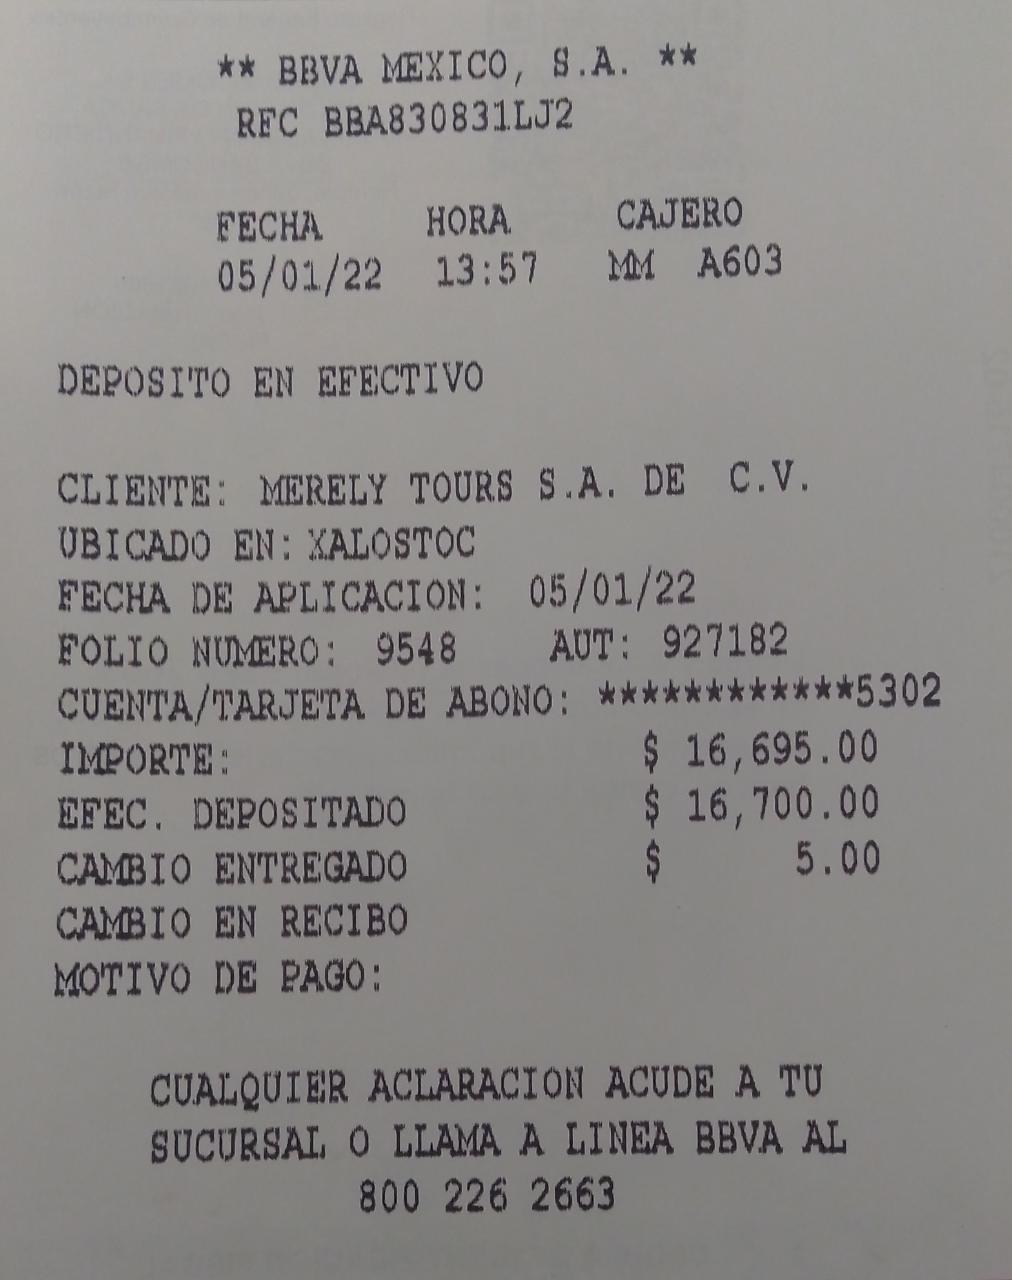 ** BBVA MEXICO, S.A. **
RFC BBA830831LJ2
FECHA HORA CAJERO
05/01/22 13:57 MM A603
DEPOSITO EN EFECTIVO
CLIENTE: MERELY TOURS S.A. DE C.V.
UBICADO EN: XALOSTOC
FECHA DE APLICACION: 05/01/22
FOLIO NUMERO: 9548 AUT: 927182
CUENTA/TARJETA DE ABONO: ************5302
IMPORTE: $ 16,695.00
EFEC. DEPOSITADO $ 16,700.00
CAMBIO ENTREGADO $ 5.00
CAMBIO EN RECIBO
MOTIVO DE PAGO:
CUALQUIER ACLARACION ACUDE A TU
SUCURSAL O LLAMA A LINEA BBVA AL
800 226 2663